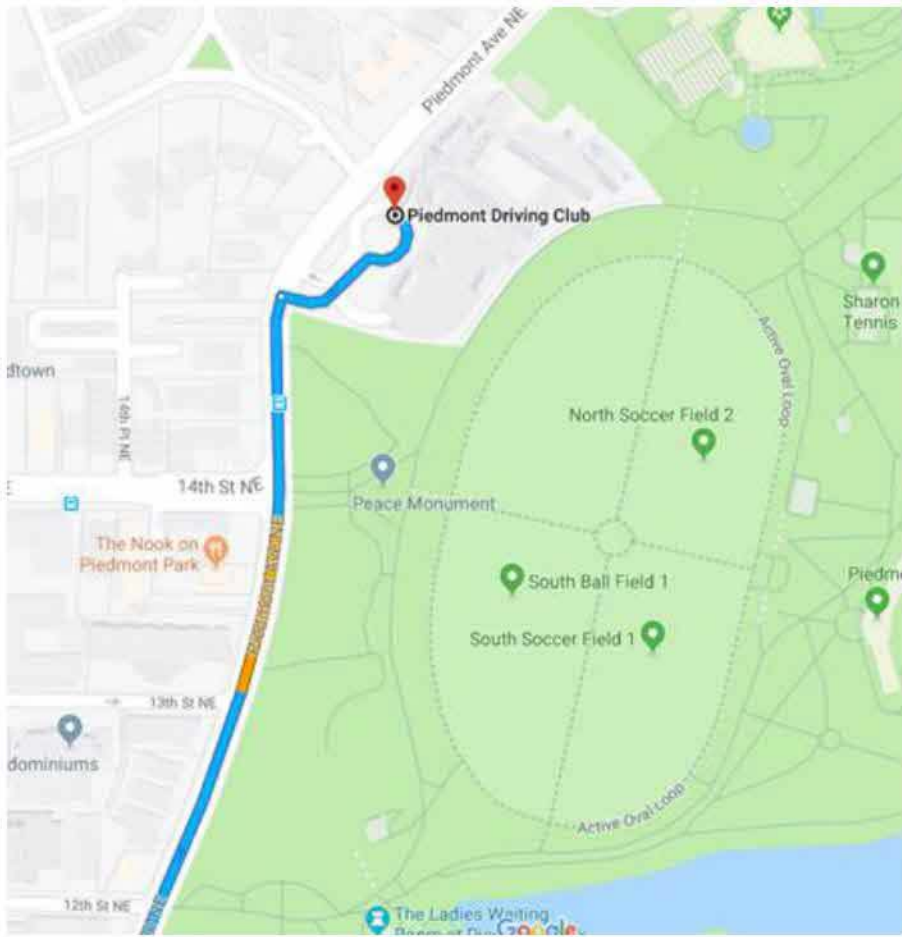 Piedmont Ave NE
Piedmont Driving Club
Sharon
Tennis
Active Oval Loop
dtown
14th Pl NE
North Soccer Field 2
14th St NE
Peace Monument
The Nook on
Piedmont Park
South Ball Field 1
Piedm
South Soccer Field 1
13th St NE
dominiums
Active Oval Loop
12th St NE
The Ladies Waiting
Google